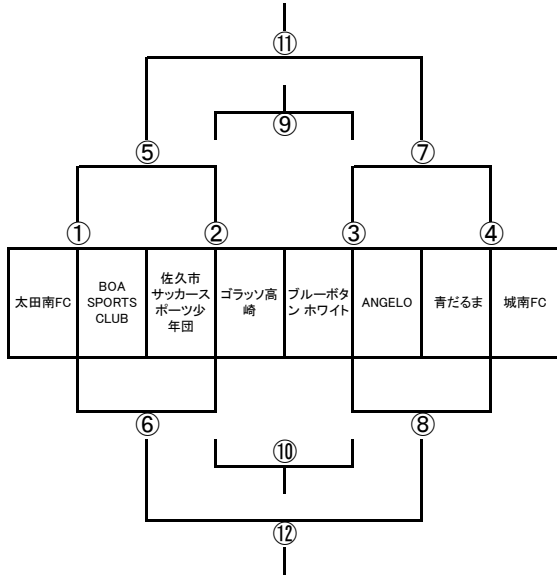 ⑪
⑨
⑤
⑦
①
②
③
④
太田南FC
BOA
SPORTS
CLUB
佐久市
サッカース
ポーツ少
年団
ゴラッソ高
崎
ブルーボタ
ン ホワイト
ANGELO
青だるま
城南FC
⑥
⑧
⑩
⑫